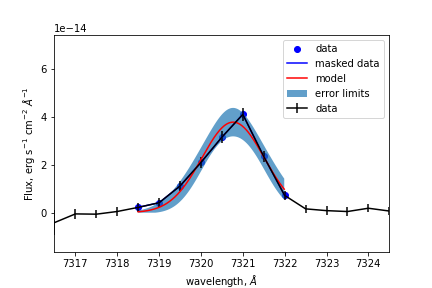 1e−14
data
masked data
model
error limits
data
6
4
2
0
Flux, erg s⁻¹ cm⁻² Å⁻¹
7317 7318 7319 7320 7321 7322 7323 7324
wavelength, Å